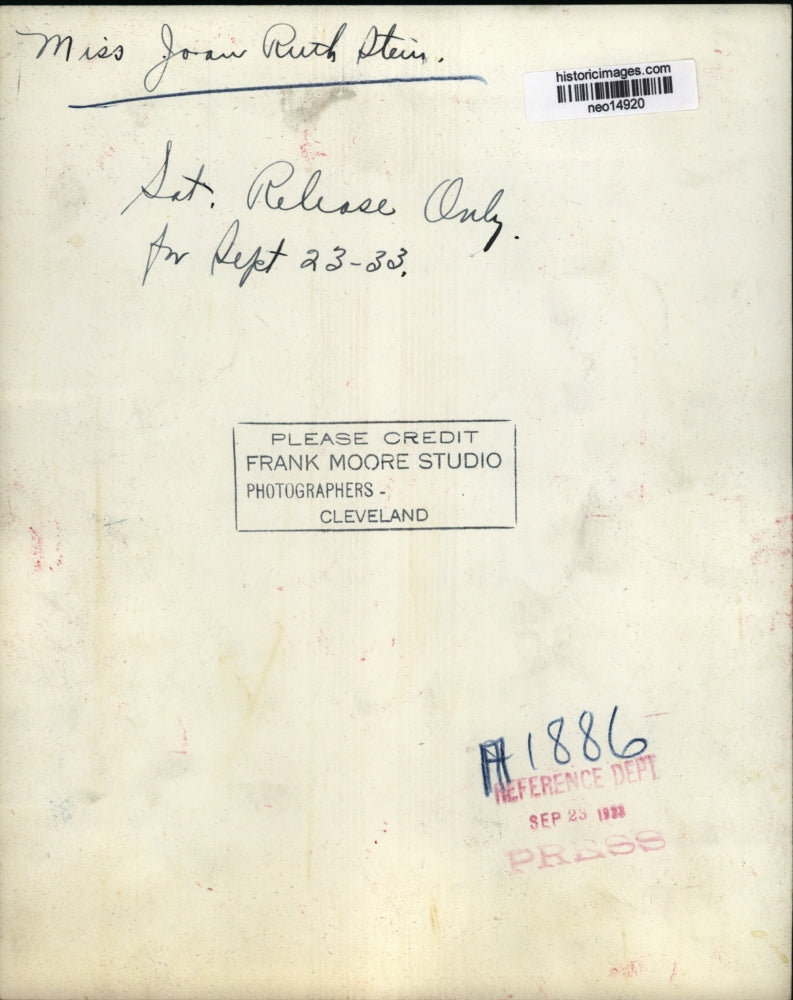 Miss Joan Ruth Stein.
historicimages.com
neo14920
Sat. Release Only.
for Sept 23-33.
PLEASE CREDIT
FRANK MOORE STUDIO
PHOTOGRAPHERS -
CLEVELAND
H1886
REFERENCE DEPT
SEP 23 1933
PRESS